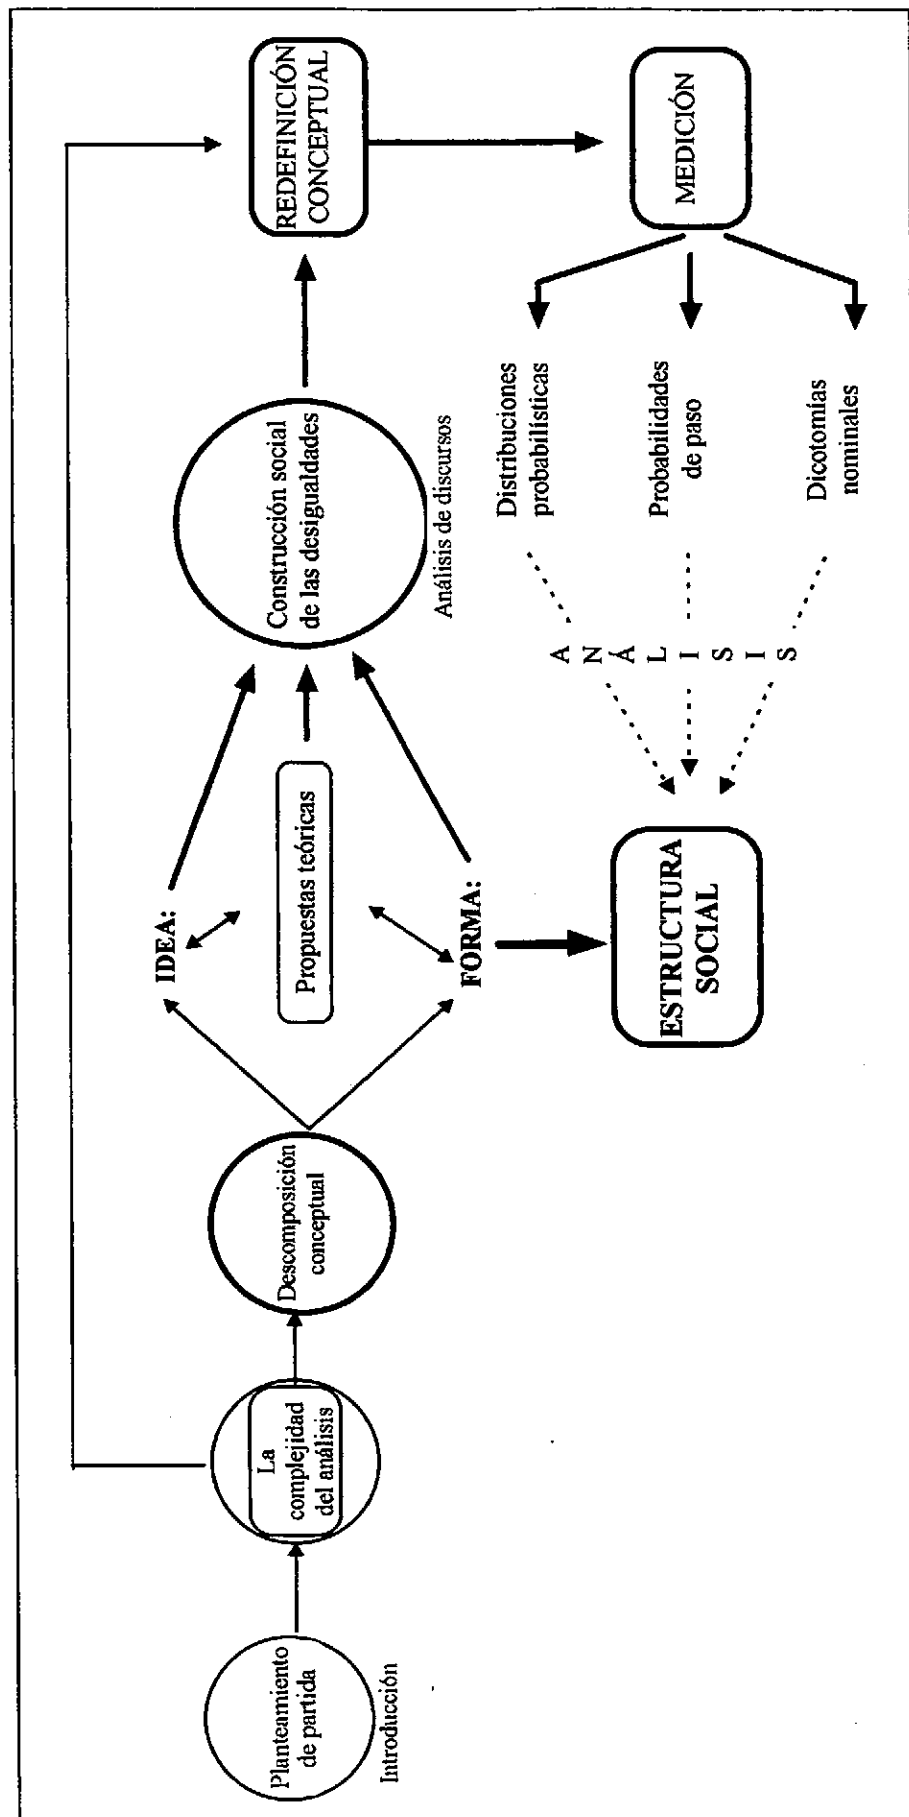 Planteamiento
de partida
Introducción
La
complejidad
del análisis
Descomposición
conceptual
IDEA:
Propuestas teóricas
FORMA:
Construcción social
de las desigualdades
Análisis de discursos
REDEFINICIÓN
CONCEPTUAL
MEDICIÓN
Distribuciones
probabilísticas
Probabilidades
de paso
Dicotomías
nominales
A
N
Á
L
I
S
I
S
ESTRUCTURA
SOCIAL